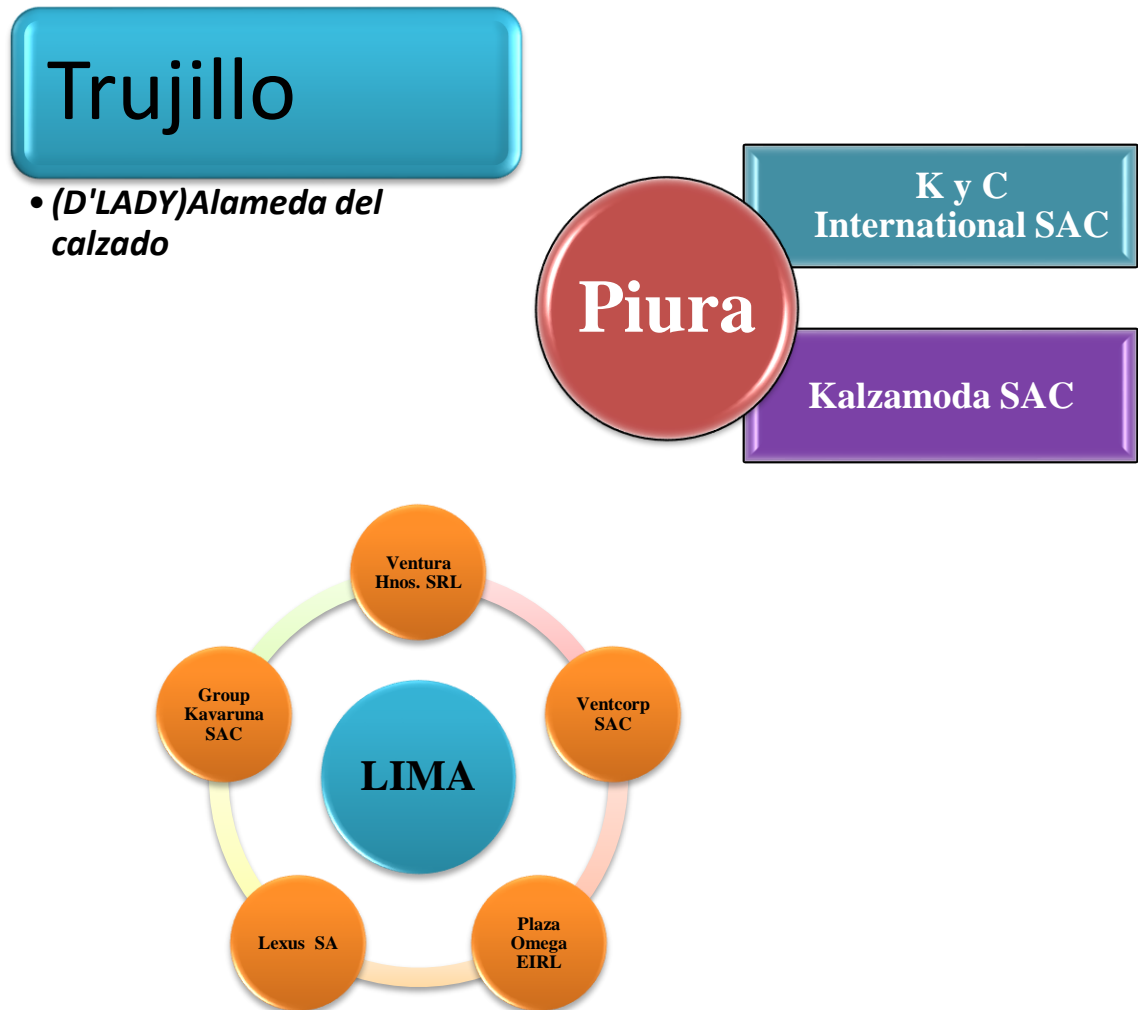 Trujillo
• (D'LADY)Alameda del
calzado
K y C
International SAC
Piura
Kalzamoda SAC
Ventura
Hnos. SRL
Group
Kavaruna
SAC
Ventcorp
SAC
LIMA
Lexus  SA
Plaza
Omega
EIRL